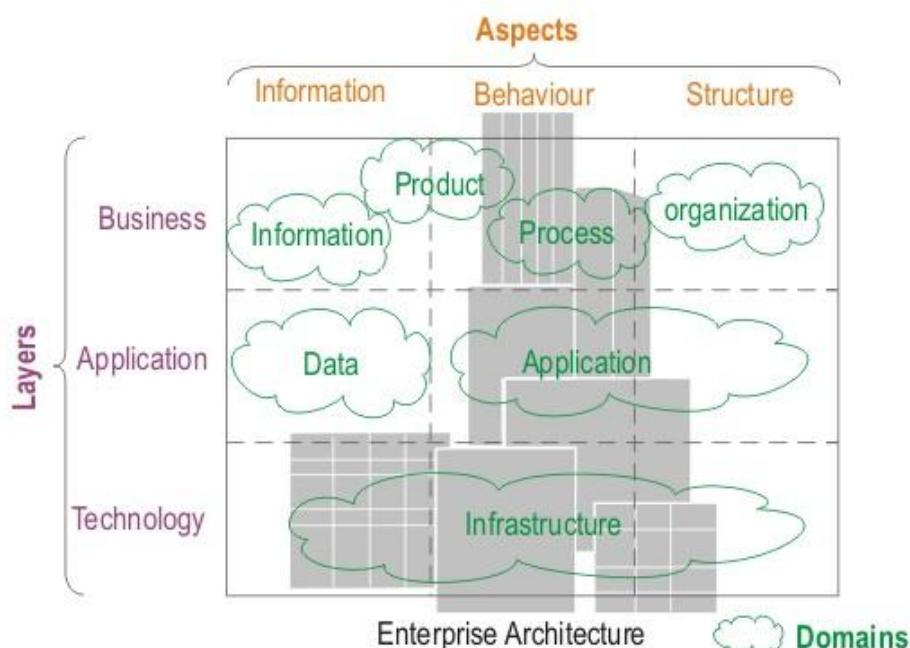 Aspects
Information Behaviour Structure
Layers
Business
Product
Information
Process
organization
Application
Data
Application
Technology
Infrastructure
Enterprise Architecture
Domains